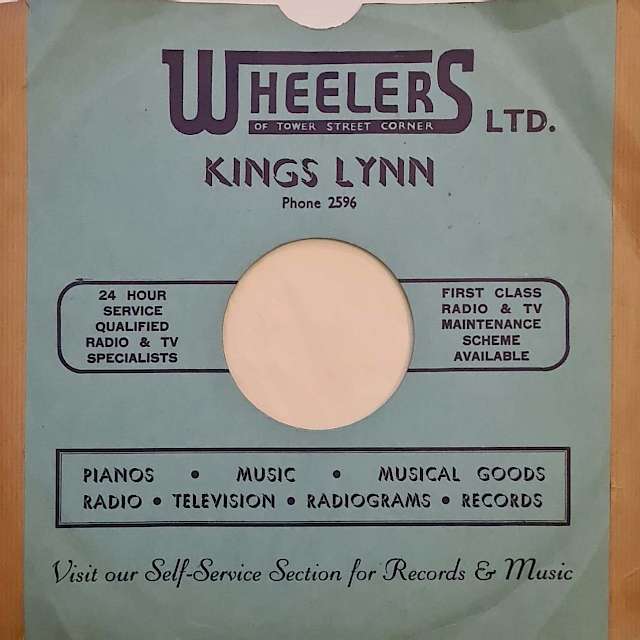 WHEELERS LTD.
OF TOWER STREET CORNER
KINGS LYNN
Phone 2596
24 HOUR
SERVICE
QUALIFIED
RADIO & TV
SPECIALISTS
FIRST CLASS
RADIO & TV
MAINTENANCE
SCHEME
AVAILABLE
PIANOS • MUSIC • MUSICAL GOODS
RADIO • TELEVISION • RADIOGRAMS • RECORDS
Visit our Self-Service Section for Records & Music